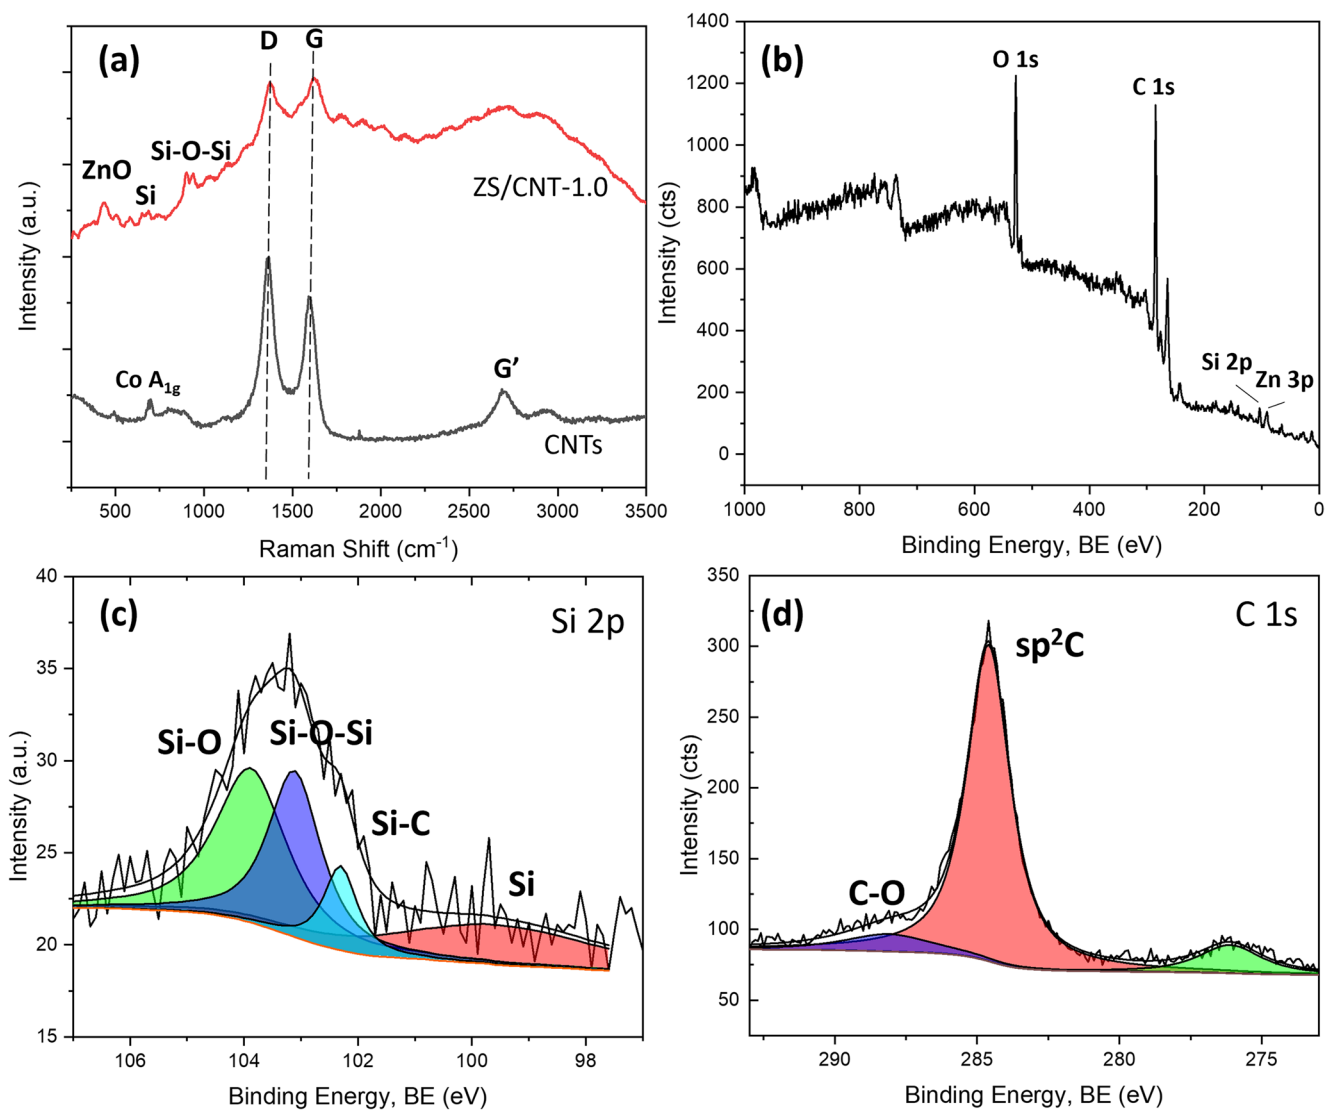 (a)
D
G
Si-O-Si
ZnO
Si
ZS/CNT-1.0
Co A1g
G’
CNTs
Intensity (a.u.)
500
1000
1500
2000
2500
3000
3500
Raman Shift (cm-1)
(b)
O 1s
C 1s
Si 2p
Zn 3p
Intensity (cts)
1400
1200
1000
800
600
400
200
0
1000
800
600
400
200
0
Binding Energy, BE (eV)
(c)
Si 2p
Si-O
Si-O-Si
Si-C
Si
Intensity (a.u.)
40
35
30
25
20
15
106
104
102
100
98
Binding Energy, BE (eV)
(d)
C 1s
sp2C
C-O
Intensity (cts)
350
300
250
200
150
100
50
290
285
280
275
Binding Energy, BE (eV)